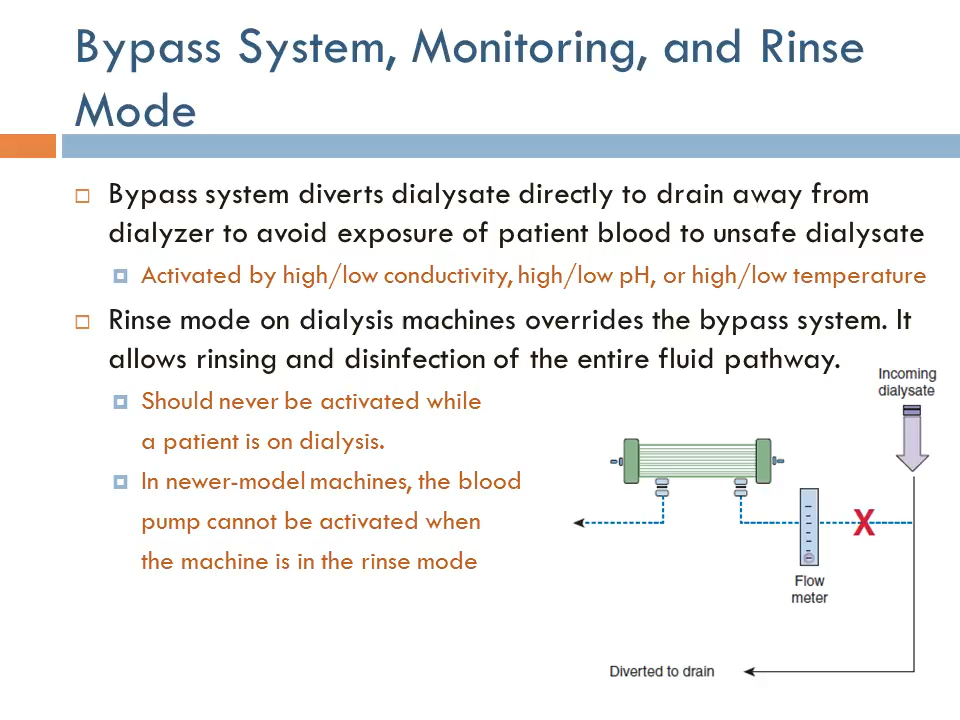 Bypass System, Monitoring, and Rinse
Mode
Bypass system diverts dialysate directly to drain away from
dialyzer to avoid exposure of patient blood to unsafe dialysate
Activated by high/low conductivity, high/low pH, or high/low temperature
Rinse mode on dialysis machines overrides the bypass system. It
allows rinsing and disinfection of the entire fluid pathway.
Should never be activated while
a patient is on dialysis.
In newer-model machines, the blood
pump cannot be activated when
the machine is in the rinse mode
Incoming
dialysate
X
Flow
meter
Diverted to drain